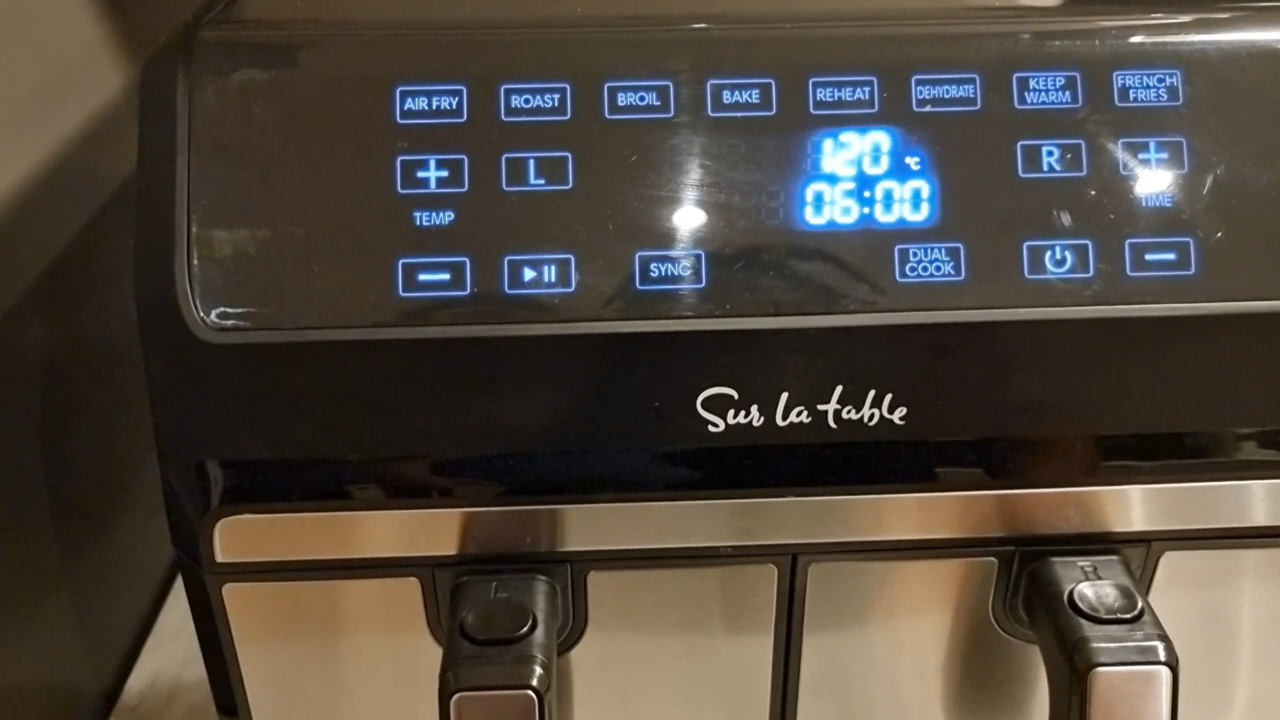 AIR FRY ROAST BROIL BAKE REHEAT DEHYDRATE KEEP WARM FRENCH FRIES
120 °C
L R
06:00
TEMP TIME
SYNC DUAL COOK
Sur la table
L R